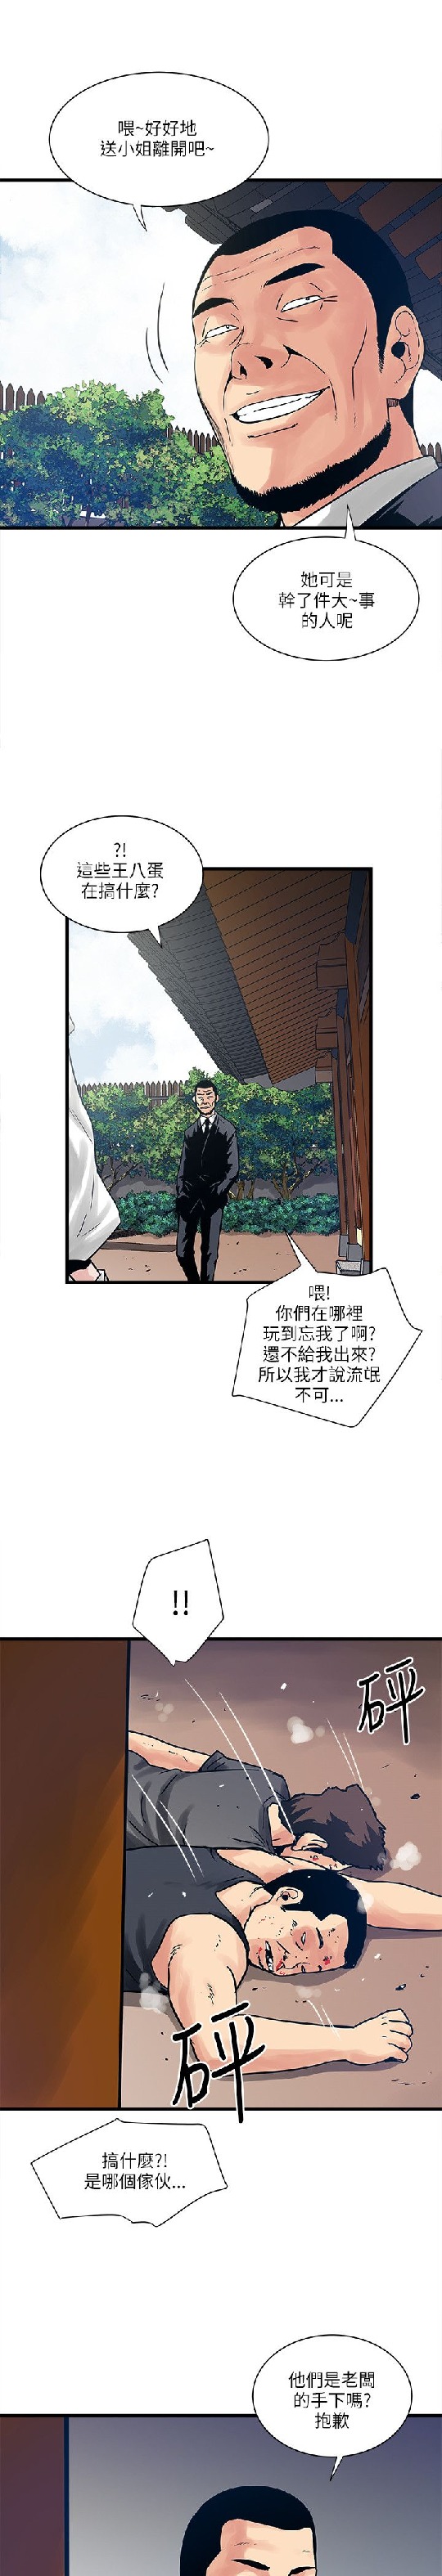 喂~好好地
送小姐離開吧~
她可是
幹了件大~事
的人呢
?!
這些王八蛋
在搞什麼?
喂!
你們在哪裡
玩到忘我了啊?
還不給我出來?
所以我才說流氓
不可...
!!
砰
砰
搞什麼?!
是哪個傢伙...
他們是老闆
的手下嗎?
抱歉